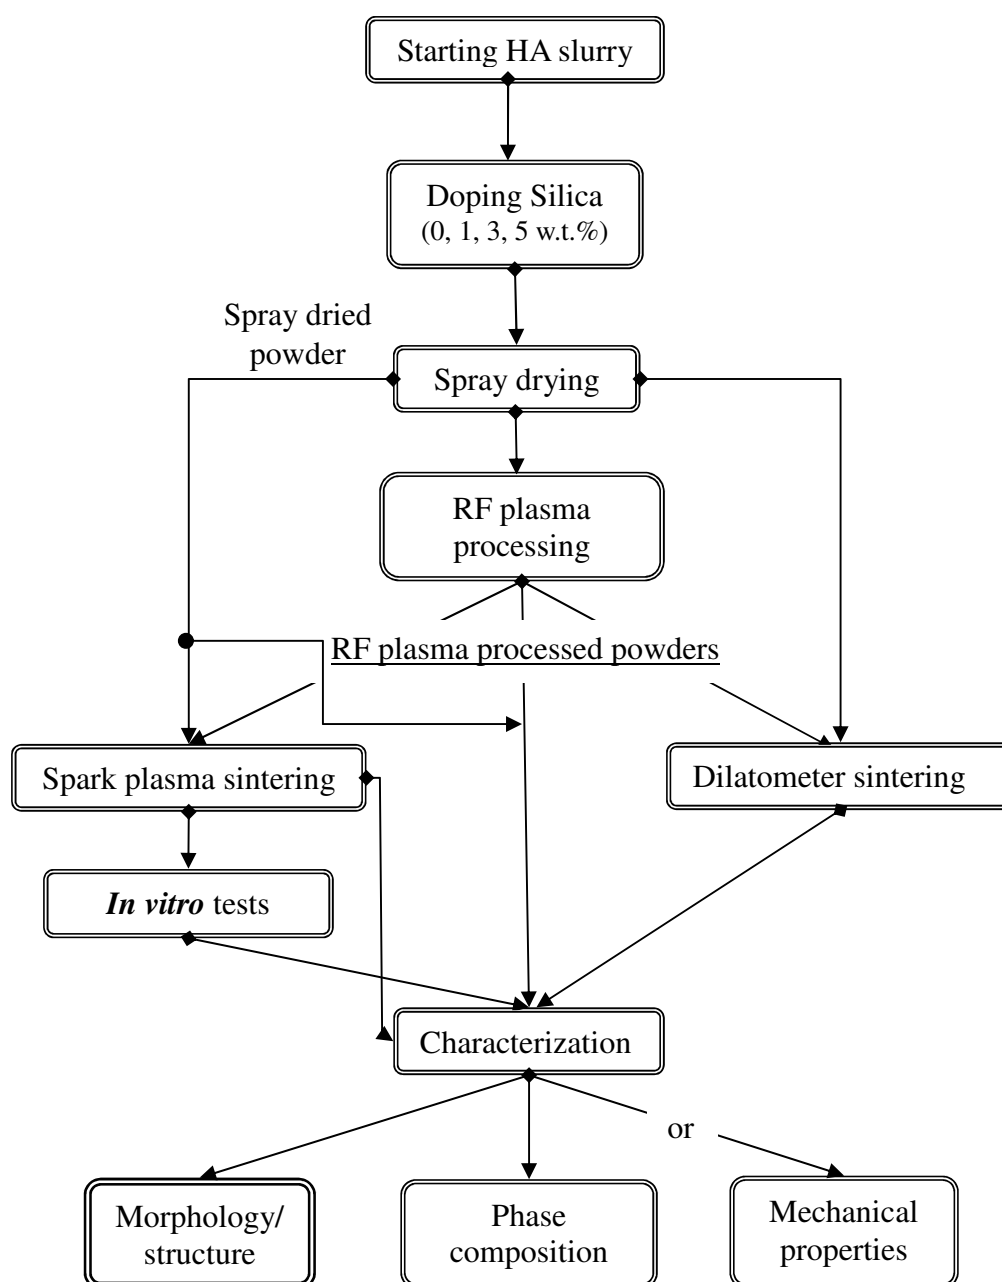 Starting HA slurry
Doping Silica
(0, 1, 3, 5 w.t.%)
Spray dried
powder
Spray drying
RF plasma
processing
RF plasma processed powders
Spark plasma sintering
Dilatometer sintering
In vitro tests
Characterization
or
Morphology/
structure
Phase
composition
Mechanical
properties